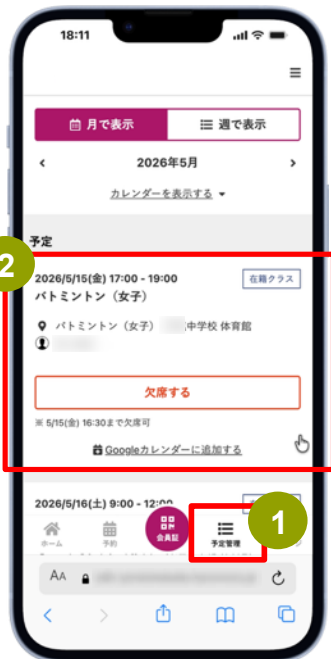 18:11
月で表示
週で表示
2026年5月
カレンダーを表示する
予定
2
2026/5/15(金) 17:00 - 19:00
在籍クラス
バトミントン（女子）
バトミントン（女子）
中学校 体育館
欠席する
※ 5/15(金) 16:30まで欠席可
Googleカレンダーに追加する
2026/5/16(土) 9:00 - 12:00
1
ホーム
予約
会員証
予定管理
AA